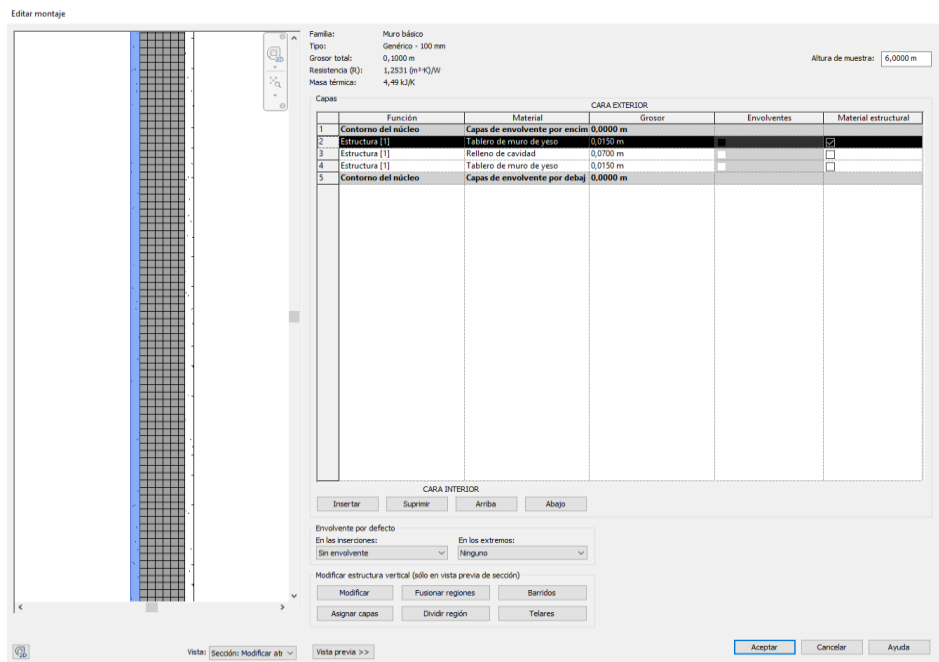 Editar montaje
Familia: Muro básico
Tipo: Genérico - 100 mm
Grosor total: 0,1000 m
Altura de muestra: 6,0000 m
Resistencia (R): 1,2531 (m²·K)/W
Masa térmica: 4,49 kJ/K
Capas
CARA EXTERIOR
Función Material Grosor Envolventes Material estructural
1 Contorno del núcleo Capas de envolvente por encim 0,0000 m
2 Estructura [1] Tablero de muro de yeso 0,0150 m
3 Estructura [1] Relleno de cavidad 0,0700 m
4 Estructura [1] Tablero de muro de yeso 0,0150 m
5 Contorno del núcleo Capas de envolvente por debaj 0,0000 m
CARA INTERIOR
Insertar Suprimir Arriba Abajo
Envolvente por defecto
En las inserciones: En los extremos:
Sin envolvente Ninguno
Modificar estructura vertical (sólo en vista previa de sección)
Modificar Fusionar regiones Barridos
Asignar capas Dividir región Telares
Vista: Sección: Modificar atr Vista previa >> Aceptar Cancelar Ayuda
2D
2D